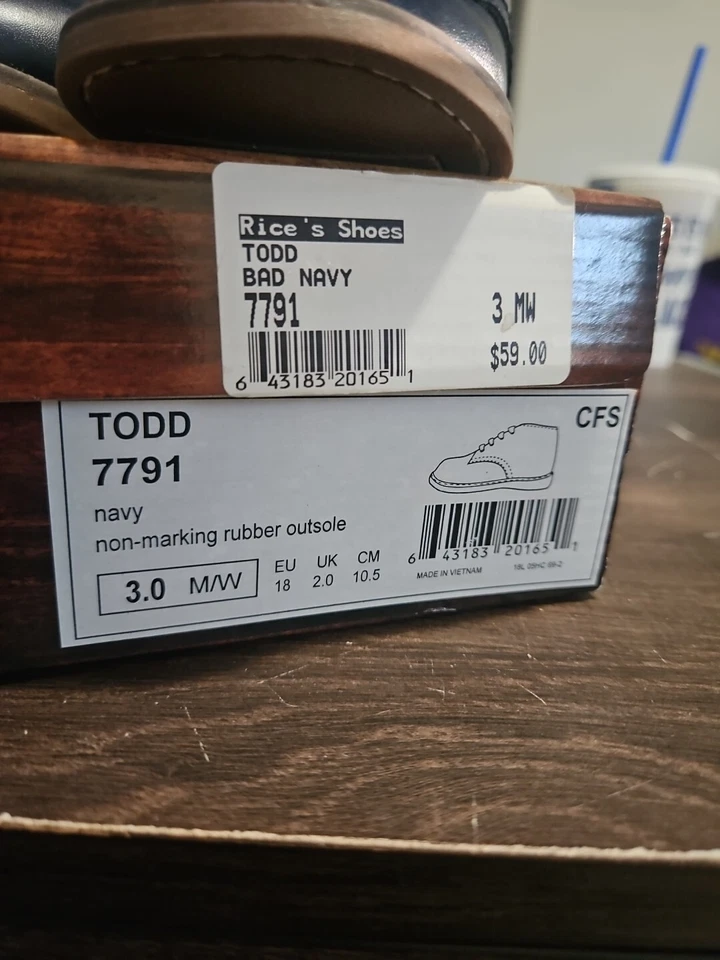 Rice's Shoes
TODD
BAD NAVY
7791
3 MW
$59.00
6 43183 20165 1
TODD
7791
CFS
navy
non-marking rubber outsole
3.0 M/W
EU UK CM
18 2.0 10.5
6 43183 20165 1
MADE IN VIETNAM